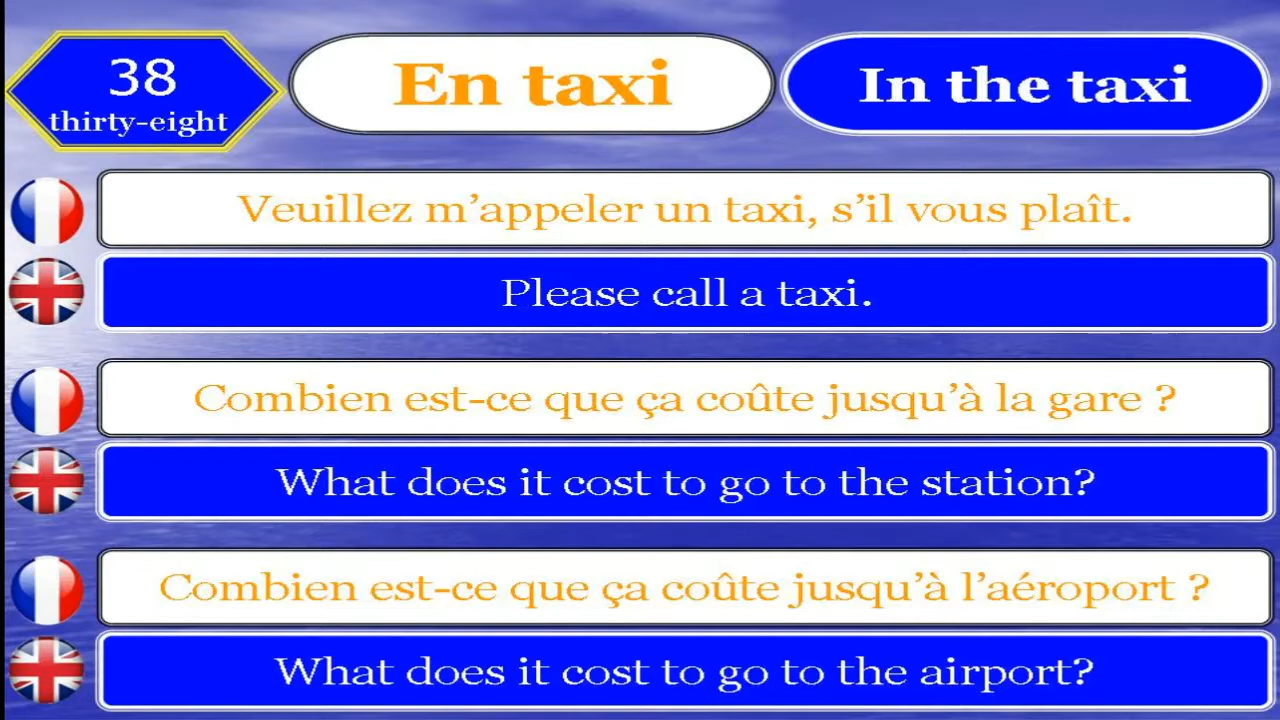 38
thirty-eight
En taxi
In the taxi
Veuillez m’appeler un taxi, s’il vous plaît.
Please call a taxi.
Combien est-ce que ça coûte jusqu’à la gare ?
What does it cost to go to the station?
Combien est-ce que ça coûte jusqu’à l’aéroport ?
What does it cost to go to the airport?